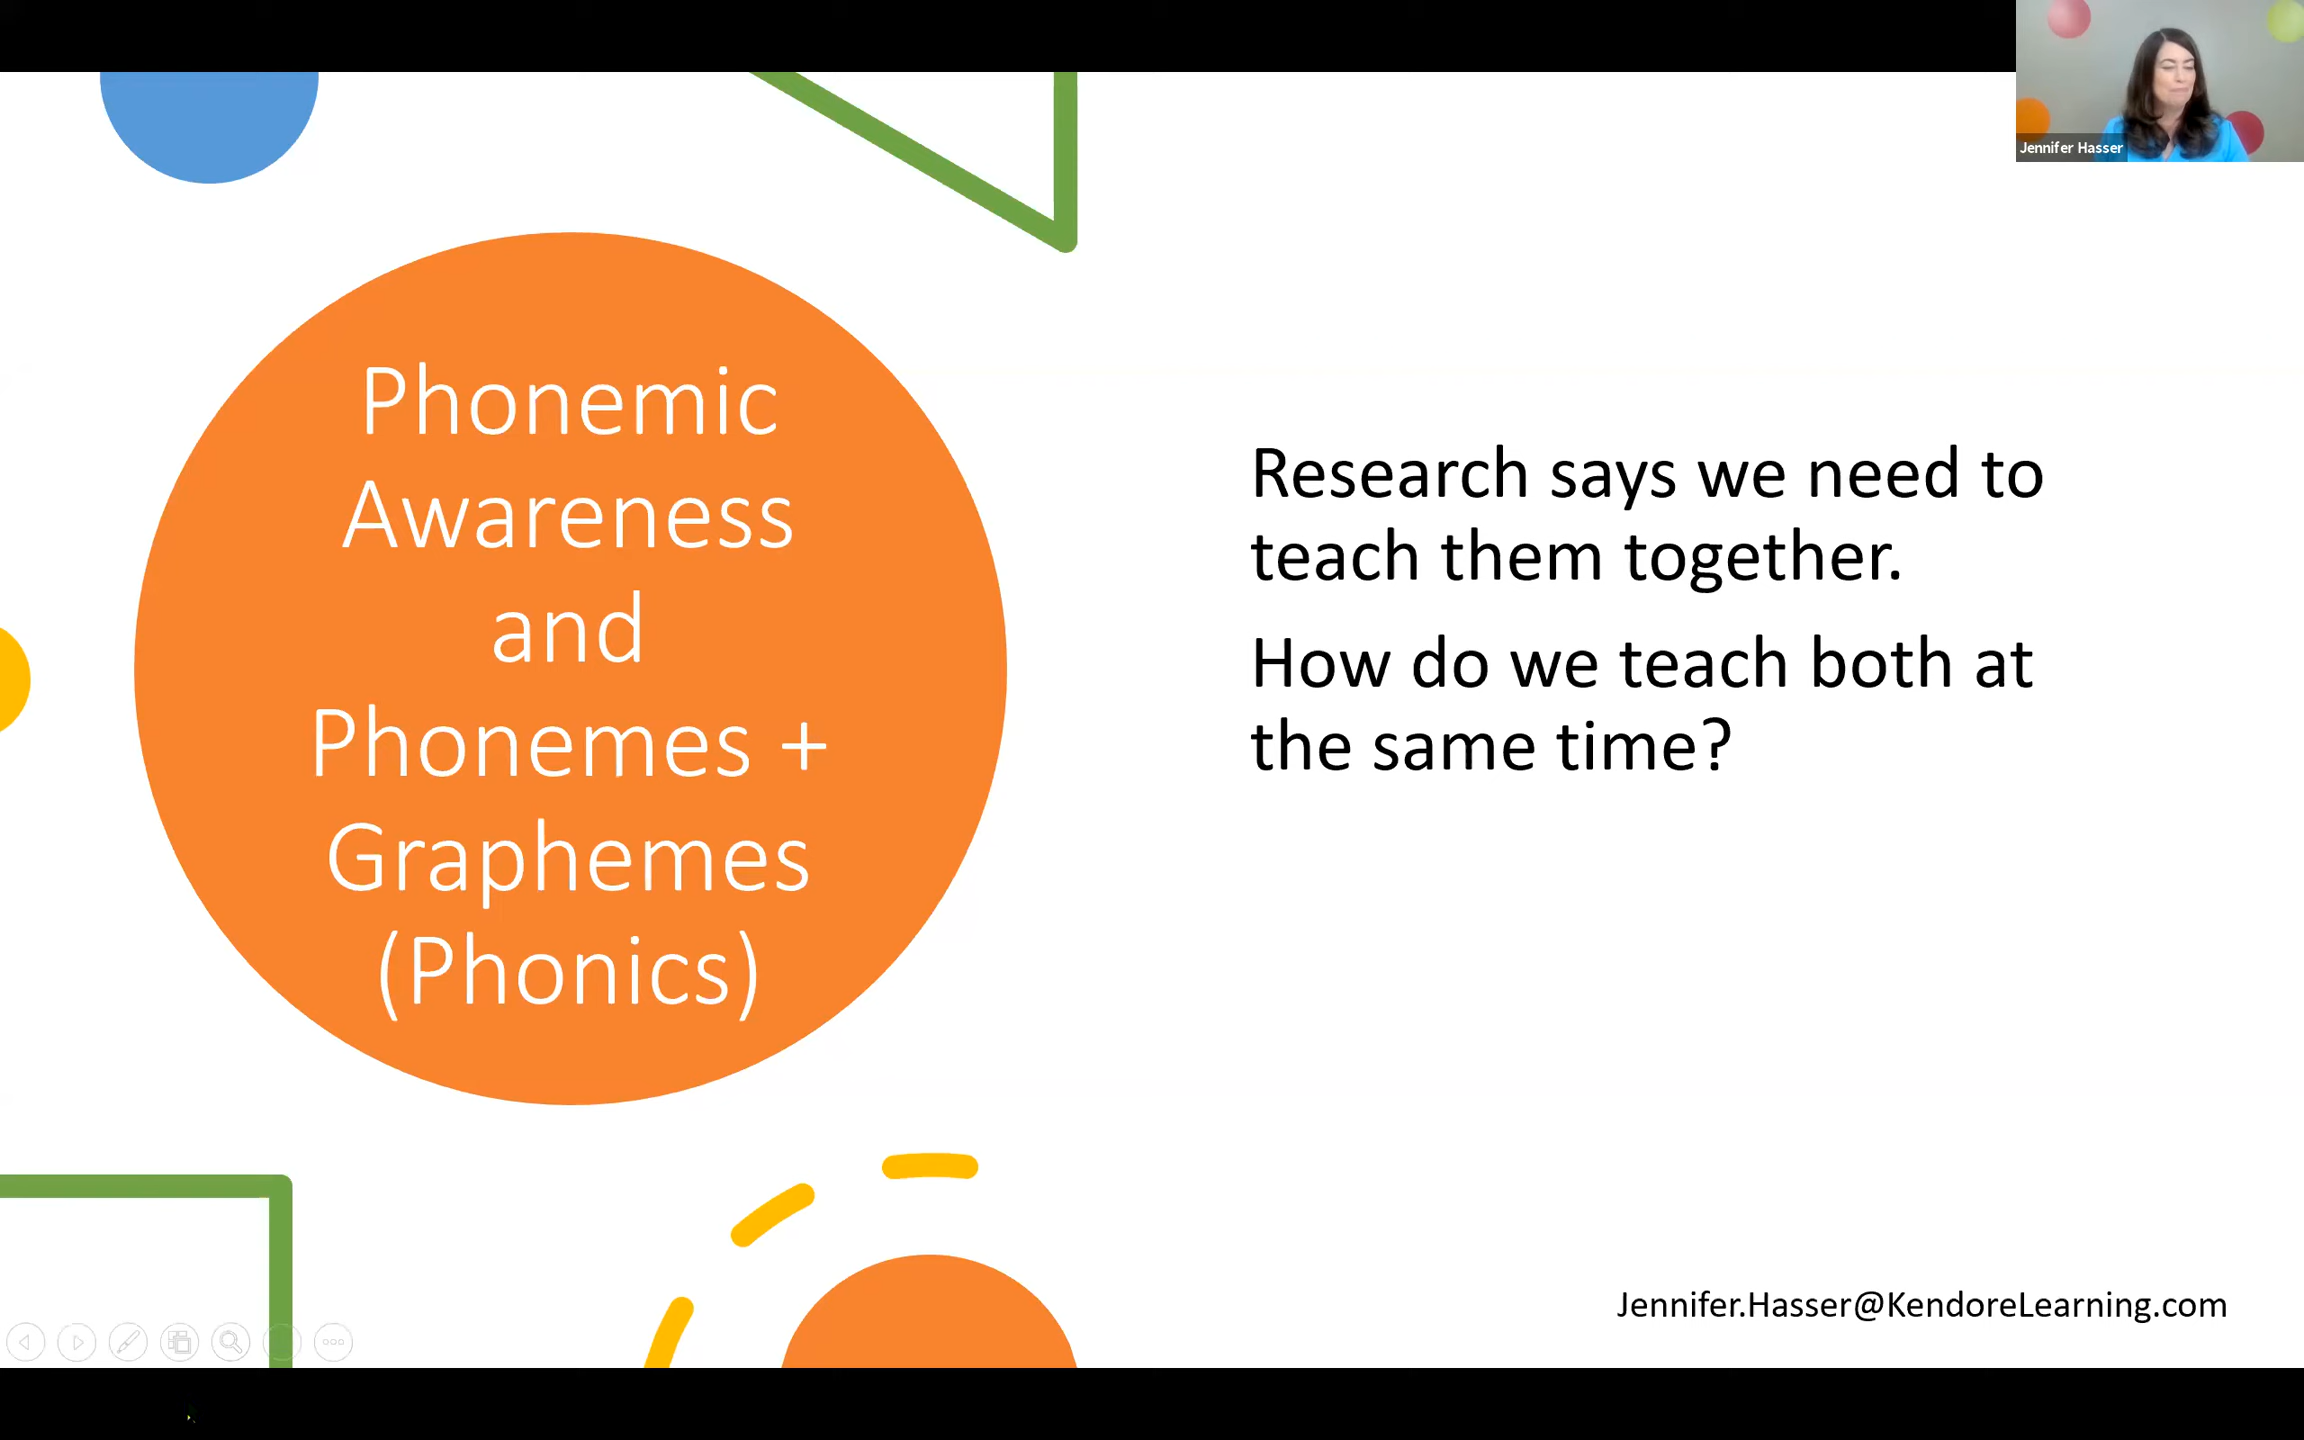 Jennifer Hasser
Phonemic
Awareness
and
Phonemes +
Graphemes
(Phonics)
Research says we need to
teach them together.
How do we teach both at
the same time?
Jennifer.Hasser@KendoreLearning.com